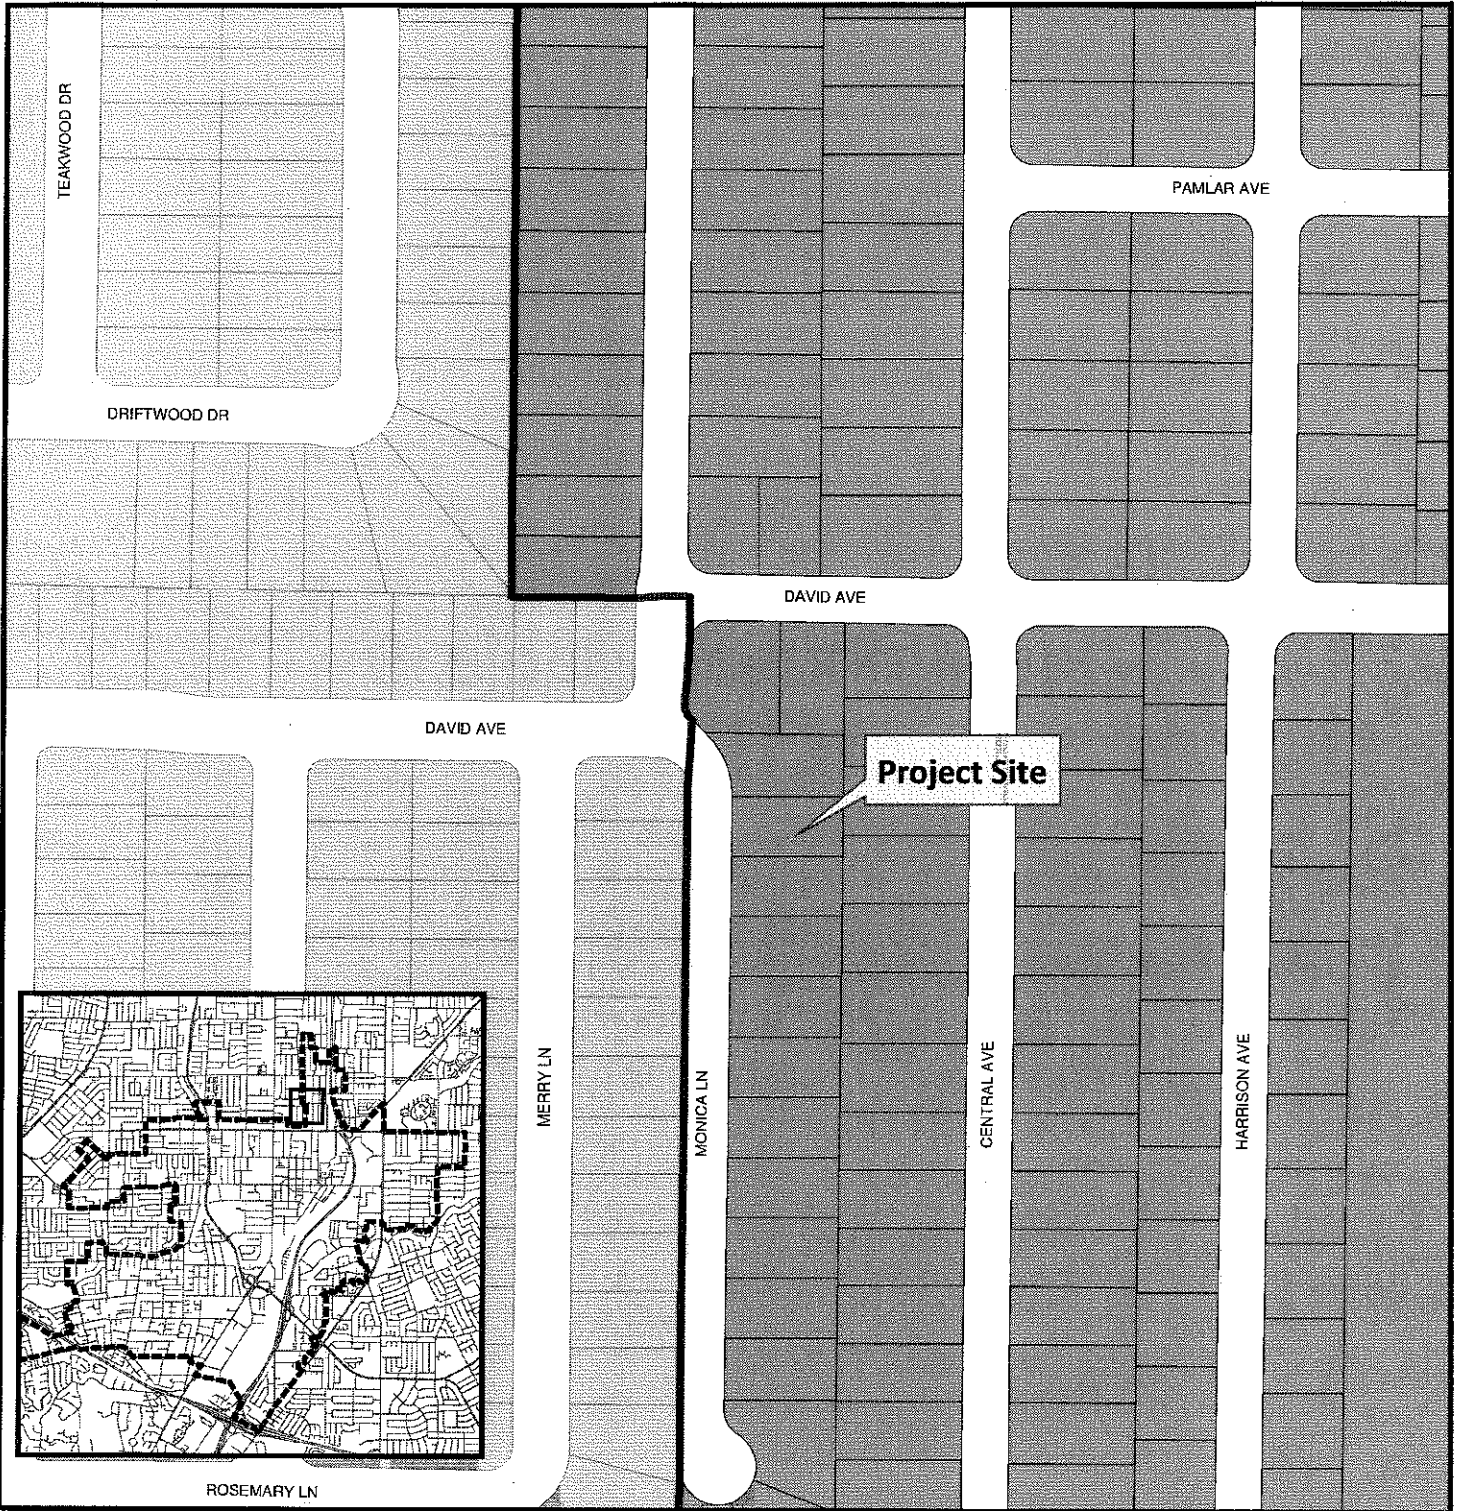 TEAKWOOD DR
PAMLAR AVE
DRIFTWOOD DR
DAVID AVE
DAVID AVE
Project Site
MERRY LN
MONICA LN
CENTRAL AVE
HARRISON AVE
ROSEMARY LN